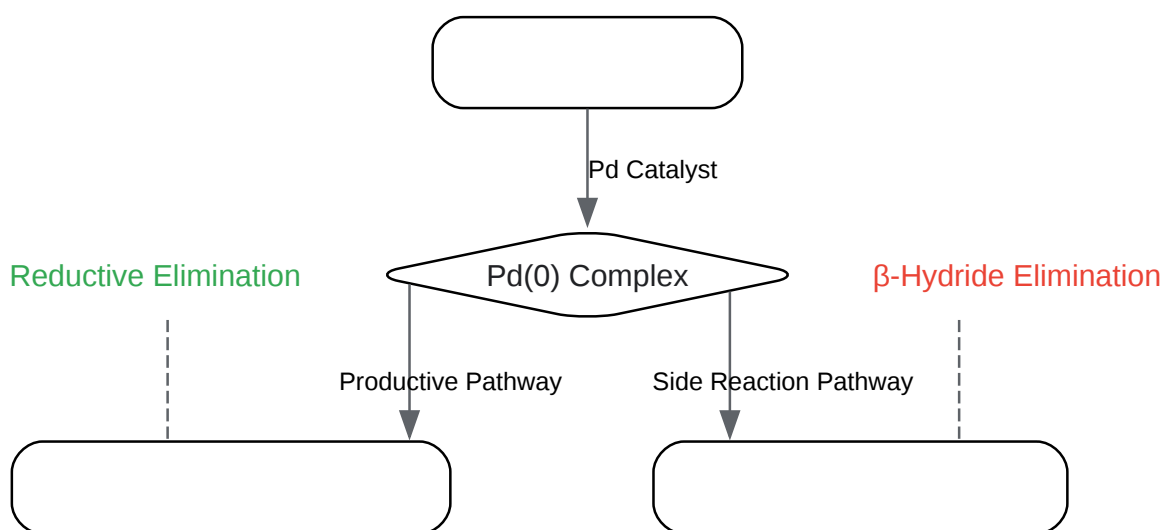 Pd Catalyst
Reductive Elimination
Pd(0) Complex
β-Hydride Elimination
Productive Pathway
Side Reaction Pathway